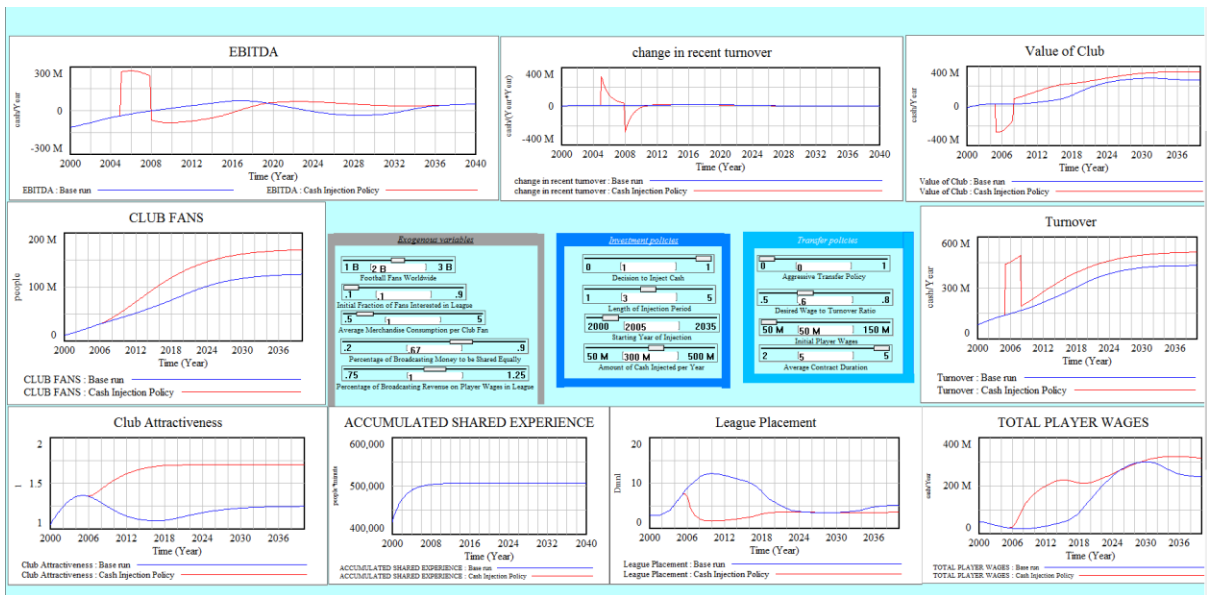 EBITDA
300 M
0
-300 M
cash/Year
2000 2004 2008 2012 2016 2020 2024 2028 2032 2036 2040
Time (Year)
EBITDA : Base run
EBITDA : Cash Injection Policy
change in recent turnover
400 M
-400 M
cash/(Year*Year)
2000 2004 2008 2012 2016 2020 2024 2028 2032 2036 2040
Time (Year)
change in recent turnover : Base run
change in recent turnover : Cash Injection Policy
Value of Club
400 M
0
-400 M
cash/Year
2000 2006 2012 2018 2024 2030 2036
Time (Year)
Value of Club : Base run
Value of Club : Cash Injection Policy
CLUB FANS
200 M
100 M
0
people
2000 2006 2012 2018 2024 2030 2036
Time (Year)
CLUB FANS : Base run
CLUB FANS : Cash Injection Policy
Exogenous variables
1 B 2 B 3 B
Football Fans Worldwide
.1 .1 .9
Initial Fraction of Fans Interested in League
.5 1 5
Average Merchandise Consumption per Club Fan
.2 .67 .9
Percentage of Broadcasting Money to be Shared Equally
.75 1 1.25
Percentage of Broadcasting Revenue on Player Wages in League
Investment policies
0 1 1
Decision to Inject Cash
1 3 5
Length of Injection Period
2000 2005 2035
Starting Year of Injection
50 M 300 M 500 M
Amount of Cash Injected per Year
Transfer policies
0 0 1
Aggressive Transfer Policy
.5 .6 .8
Desired Wage to Turnover Ratio
50 M 50 M 150 M
Initial Player Wages
2 5 5
Average Contract Duration
Turnover
600 M
300 M
0
cash/Year
2000 2006 2012 2018 2024 2030 2036
Time (Year)
Turnover : Base run
Turnover : Cash Injection Policy
Club Attractiveness
2
1.5
1
1
2000 2006 2012 2018 2024 2030 2036
Time (Year)
Club Attractiveness : Base run
Club Attractiveness : Cash Injection Policy
ACCUMULATED SHARED EXPERIENCE
600,000
500,000
400,000
2000 2008 2016 2024 2032 2040
Time (Year)
ACCUMULATED SHARED EXPERIENCE : Base run
ACCUMULATED SHARED EXPERIENCE : Cash Injection Policy
League Placement
20
10
0
Dmnl
2000 2006 2012 2018 2024 2030 2036
Time (Year)
League Placement : Base run
League Placement : Cash Injection Policy
TOTAL PLAYER WAGES
400 M
200 M
0
cash/Year
2000 2006 2012 2018 2024 2030 2036
Time (Year)
TOTAL PLAYER WAGES : Base run
TOTAL PLAYER WAGES : Cash Injection Policy